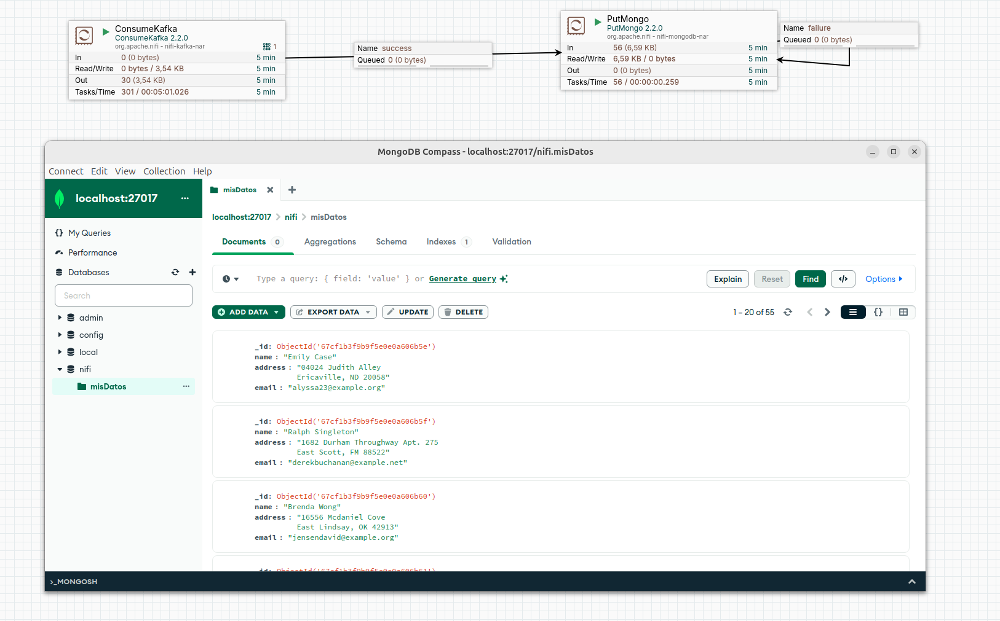 ConsumeKafka
ConsumeKafka 2.2.0
org.apache.nifi - nifi-kafka-nar
1
In 0 (0 bytes) 5 min
Read/Write 0 bytes / 3,54 KB 5 min
Out 30 (3,54 KB) 5 min
Tasks/Time 301 / 00:05:01.026 5 min
Name success
Queued 0 (0 bytes)
PutMongo
PutMongo 2.2.0
org.apache.nifi - nifi-mongodb-nar
In 56 (6,59 KB) 5 min
Read/Write 6,59 KB / 0 bytes 5 min
Out 0 (0 bytes) 5 min
Tasks/Time 56 / 00:00:00.259 5 min
Name failure
Queued 0 (0 bytes)
MongoDB Compass - localhost:27017/nifi.misDatos
Connect Edit View Collection Help
localhost:27017 ...
My Queries
Performance
Databases
Search
admin
config
local
nifi
misDatos ...
misDatos
localhost:27017 > nifi > misDatos
Documents 0 Aggregations Schema Indexes 1 Validation
Type a query: { field: 'value' } or Generate query
Explain Reset Find </> Options
ADD DATA EXPORT DATA UPDATE DELETE
1 – 20 of 55
{}
_id: ObjectId('67cf1b3f9b9f5e0e0a606b5e')
name : "Emily Case"
address : "04024 Judith Alley
Ericaville, ND 20058"
email : "alyssa23@example.org"
_id: ObjectId('67cf1b3f9b9f5e0e0a606b5f')
name : "Ralph Singleton"
address : "1682 Durham Throughway Apt. 275
East Scott, FM 88522"
email : "derekbuchanan@example.net"
_id: ObjectId('67cf1b3f9b9f5e0e0a606b60')
name : "Brenda Wong"
address : "16556 Mcdaniel Cove
East Lindsay, OK 42913"
email : "jensendavid@example.org"
_id: ObjectId('67cf1b3f9b9f5e0e0a606b61')
>_MONGOSH